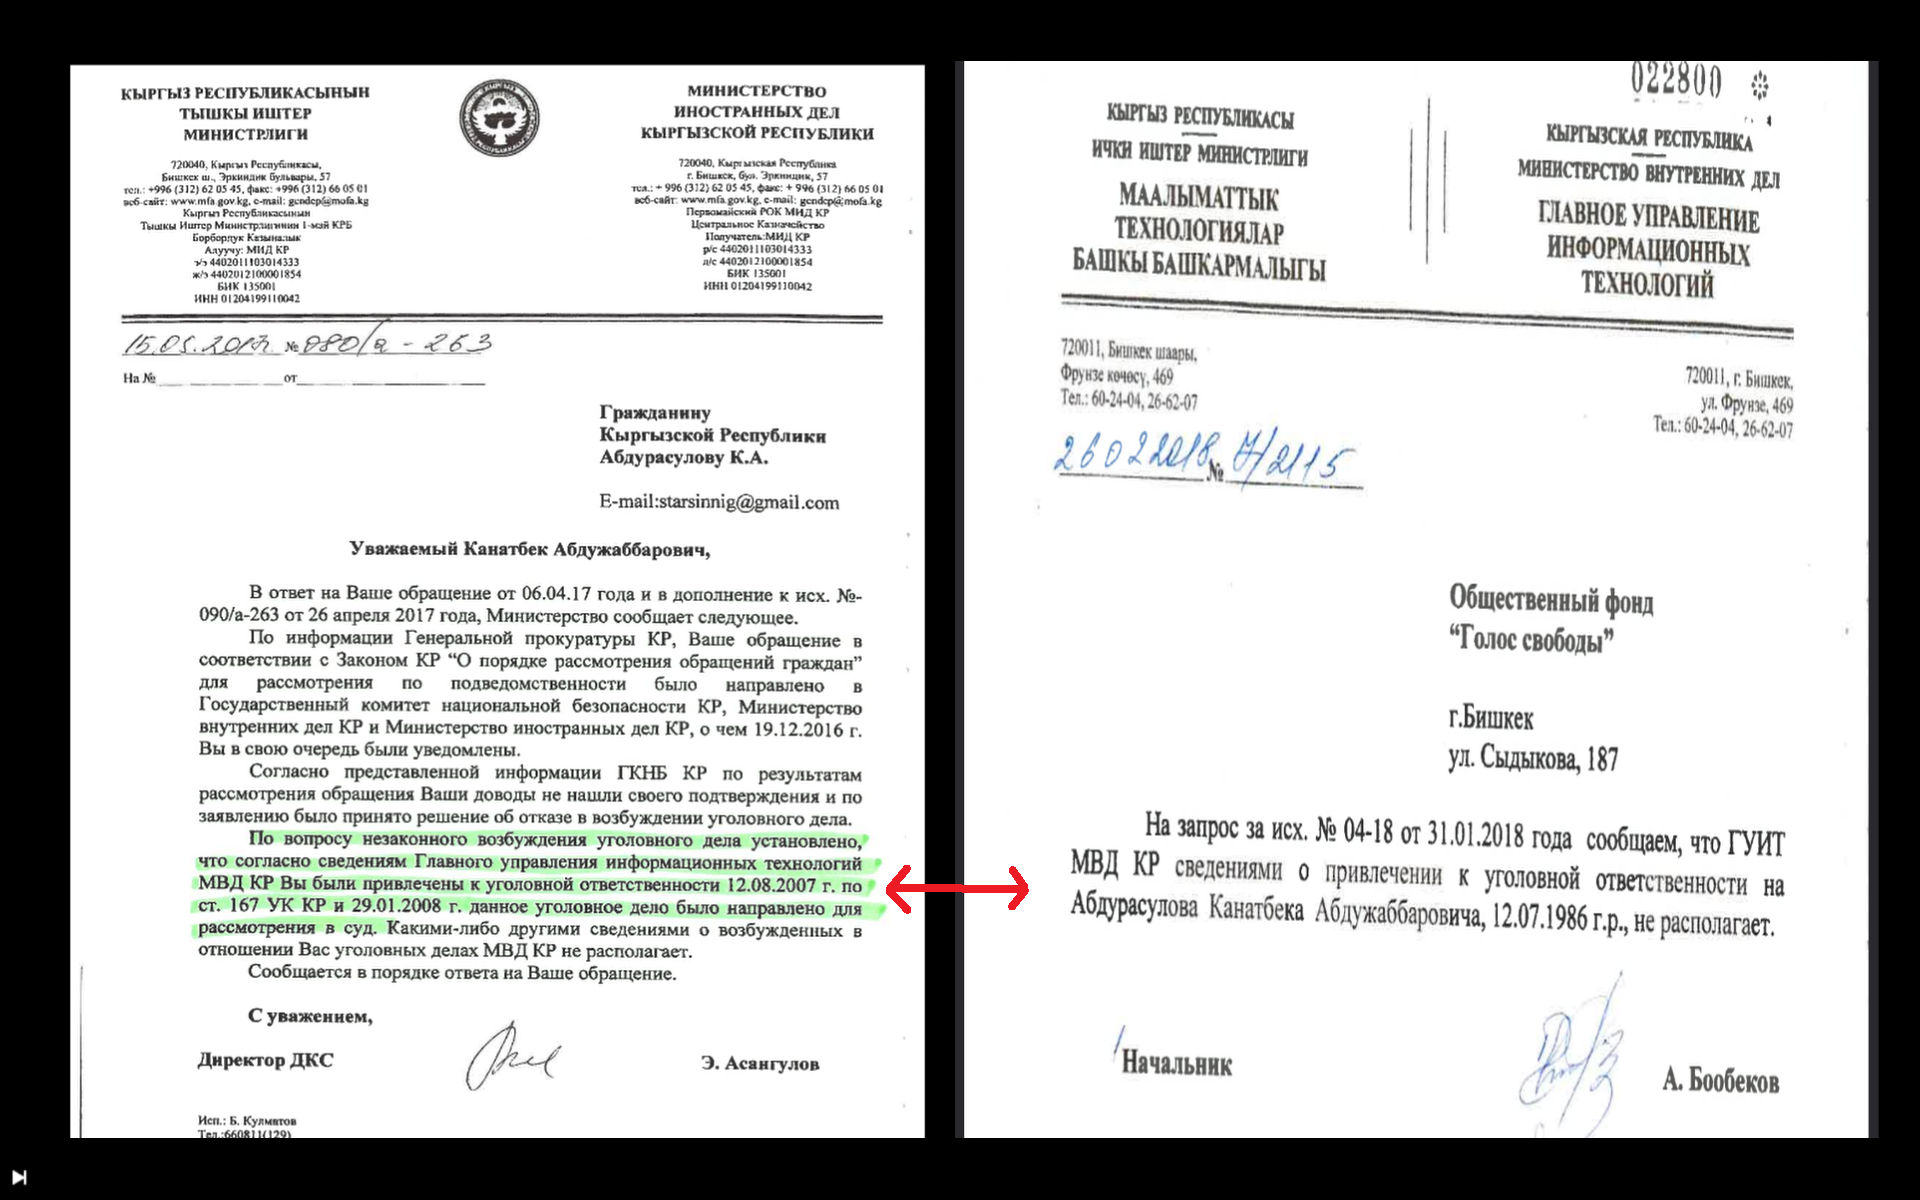 КЫРГЫЗ РЕСПУБЛИКАСЫНЫН
ТЫШКЫ ИШТЕР
МИНИСТРЛИГИ
720040, Кыргыз Республикасы,
Бишкек ш., Эркиндик бульвары, 57
тел.: +996 (312) 62 05 45, факс: +996 (312) 66 05 01
веб-сайт: www.mfa.gov.kg, e-mail: gendep@mofa.kg
Кыргыз Республикасынын
Тышкы Иштер Министрлигинин 1-май КРБ
Борбордук Казыналык
Алуучу: МИД КР
э/э 4402011103014333
ж/э 4402012100001854
БИК 135001
ИНН 01204199110042
МИНИСТЕРСТВО
ИНОСТРАННЫХ ДЕЛ
КЫРГЫЗСКОЙ РЕСПУБЛИКИ
720040, Кыргызская Республика
г. Бишкек, бул. Эркиндик, 57
тел.: + 996 (312) 62 05 45, факс: + 996 (312) 66 05 01
веб-сайт: www.mfa.gov.kg, e-mail: gendep@mofa.kg
Первомайский РОК МИД КР
Центральное Казначейство
Получатель:МИД КР
р/с 4402011103014333
л/с 4402012100001854
БИК 135001
ИНН 01204199110042
15.05.2017г. № 090/а - 263
На № от
Гражданину
Кыргызской Республики
Абдурасулову К.А.
E-mail:starsinnig@gmail.com
Уважаемый Канатбек Абдужаббарович,
В ответ на Ваше обращение от 06.04.17 года и в дополнение к исх. №-
090/а-263 от 26 апреля 2017 года, Министерство сообщает следующее.
По информации Генеральной прокуратуры КР, Ваше обращение в
соответствии с Законом КР “О порядке рассмотрения обращений граждан”
для рассмотрения по подведомственности было направлено в
Государственный комитет национальной безопасности КР, Министерство
внутренних дел КР и Министерство иностранных дел КР, о чем 19.12.2016 г.
Вы в свою очередь были уведомлены.
Согласно представленной информации ГКНБ КР по результатам
рассмотрения обращения Ваши доводы не нашли своего подтверждения и по
заявлению было принято решение об отказе в возбуждении уголовного дела.
По вопросу незаконного возбуждения уголовного дела установлено,
что согласно сведениям Главного управления информационных технологий
МВД КР Вы были привлечены к уголовной ответственности 12.08.2007 г. по
ст. 167 УК КР и 29.01.2008 г. данное уголовное дело было направлено для
рассмотрения в суд. Какими-либо другими сведениями о возбужденных в
отношении Вас уголовных делах МВД КР не располагает.
Сообщается в порядке ответа на Ваше обращение.
С уважением,
Директор ДКС Э. Асангулов
Исп.: Б. Кулматов
Тел.:660811(129)
022800
КЫРГЫЗ РЕСПУБЛИКАСЫ
ИЧКИ ИШТЕР МИНИСТРЛИГИ
МААЛЫМАТТЫК
ТЕХНОЛОГИЯЛАР
БАШКЫ БАШКАРМАЛЫГЫ
КЫРГЫЗСКАЯ РЕСПУБЛИКА
МИНИСТЕРСТВО ВНУТРЕННИХ ДЕЛ
ГЛАВНОЕ УПРАВЛЕНИЕ
ИНФОРМАЦИОННЫХ
ТЕХНОЛОГИЙ
720011, Бишкек шаары,
Фрунзе көчөсү, 469
Тел.: 60-24-04, 26-62-07
720011, г. Бишкек,
ул. Фрунзе, 469
Тел.: 60-24-04, 26-62-07
26022018 № 7/2115
Общественный фонд
“Голос свободы”
г.Бишкек
ул. Сыдыкова, 187
На запрос за исх. № 04-18 от 31.01.2018 года сообщаем, что ГУИТ
МВД КР сведениями о привлечении к уголовной ответственности на
Абдурасулова Канатбека Абдужаббаровича, 12.07.1986 г.р., не располагает.
Начальник А. Бообеков